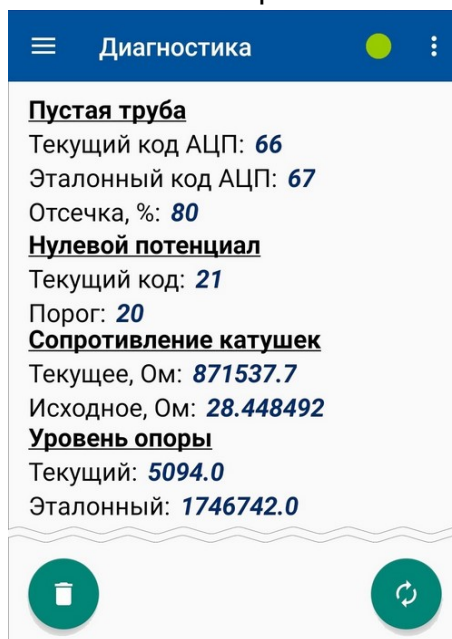 Диагностика
Пустая труба
Текущий код АЦП: 66
Эталонный код АЦП: 67
Отсечка, %: 80
Нулевой потенциал
Текущий код: 21
Порог: 20
Сопротивление катушек
Текущее, Ом: 871537.7
Исходное, Ом: 28.448492
Уровень опоры
Текущий: 5094.0
Эталонный: 1746742.0